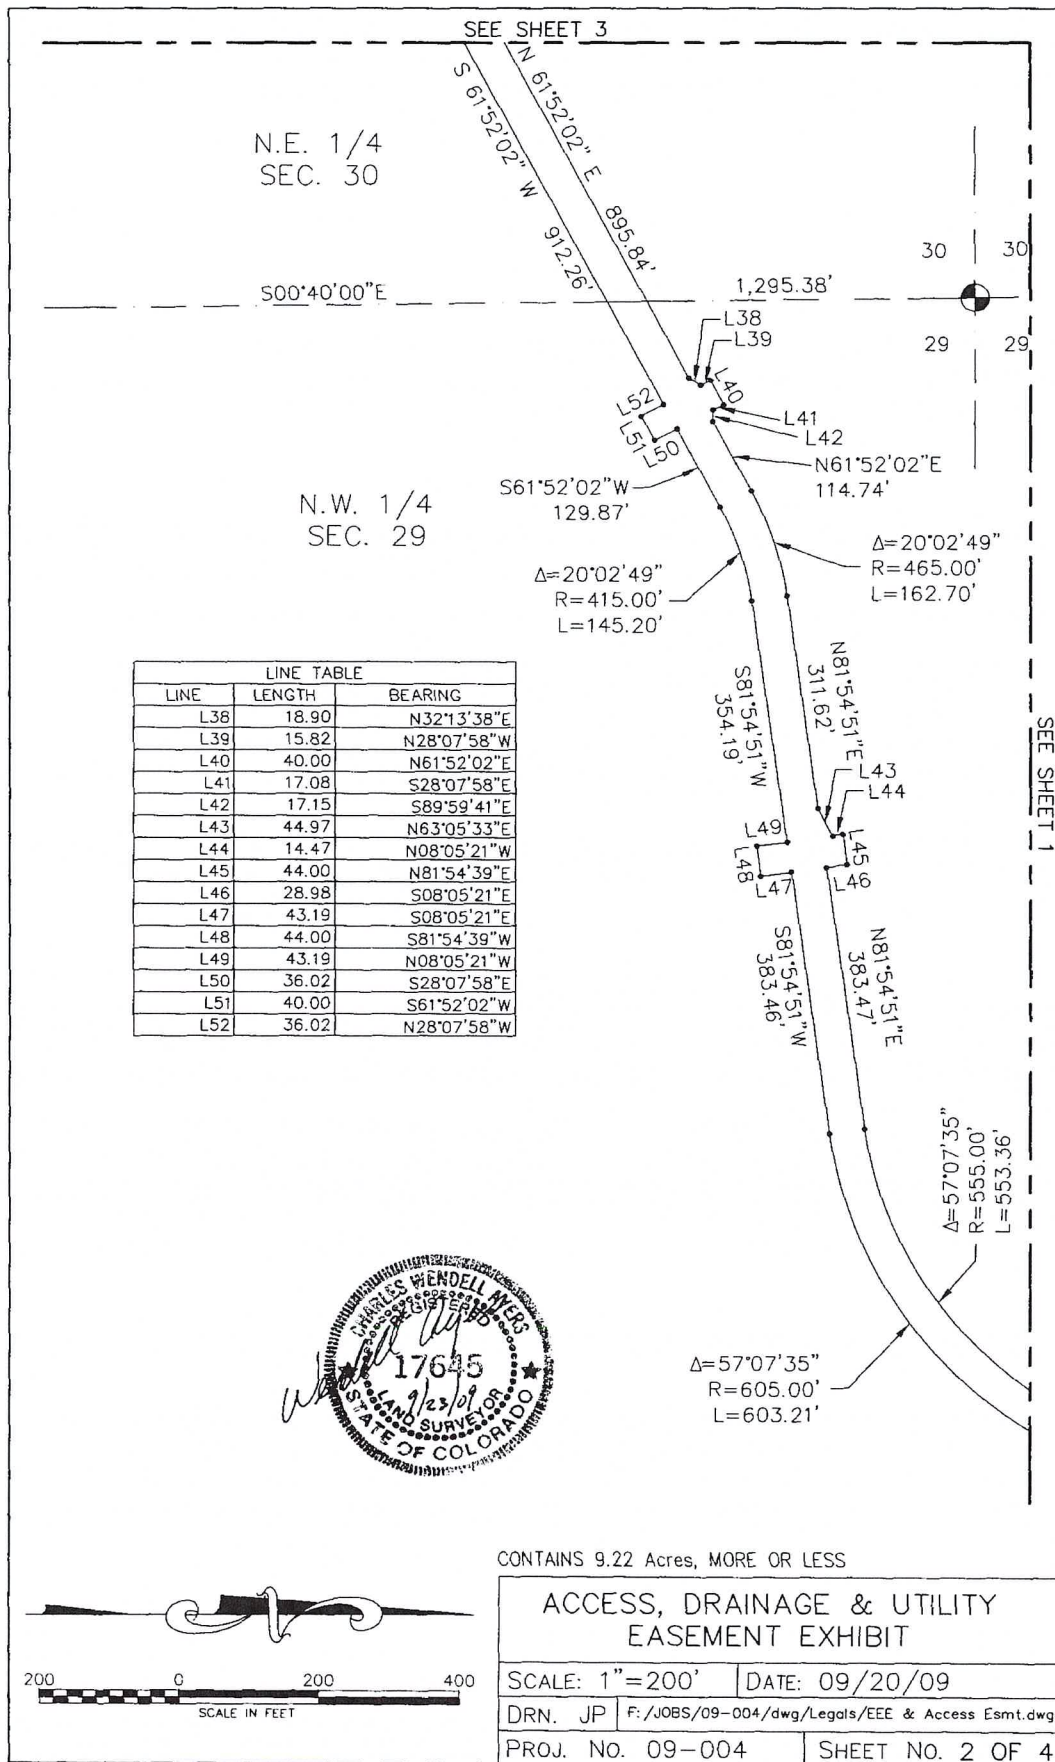 SEE SHEET 3
S 61°52'02" W
912.26'
N 61°52'02" E
895.84'
N.E. 1/4
SEC. 30
S00°40'00"E
1,295.38'
30
30
29
29
L38
L39
L40
L41
L42
L52
L51
L50
N61°52'02"E
114.74'
S61°52'02"W
129.87'
N.W. 1/4
SEC. 29
Δ=20°02'49"
R=465.00'
L=162.70'
Δ=20°02'49"
R=415.00'
L=145.20'
N81°54'51"E
311.62'
S81°54'51"W
354.19'
SEE SHEET 1
LINE TABLE
LINE LENGTH BEARING
L38 18.90 N32°13'38"E
L39 15.82 N28°07'58"W
L40 40.00 N61°52'02"E
L41 17.08 S28°07'58"E
L42 17.15 S89°59'41"E
L43 44.97 N63°05'33"E
L44 14.47 N08°05'21"W
L45 44.00 N81°54'39"E
L46 28.98 S08°05'21"E
L47 43.19 S08°05'21"E
L48 44.00 S81°54'39"W
L49 43.19 N08°05'21"W
L50 36.02 S28°07'58"E
L51 40.00 S61°52'02"W
L52 36.02 N28°07'58"W
L43
L44
L45
L46
L49
L48
L47
S81°54'51"W
383.46'
N81°54'51"E
383.47'
Δ=57°07'35"
R=555.00'
L=553.36'
Δ=57°07'35"
R=605.00'
L=603.21'
CHARLES WENDELL AYERS
REGISTERED
17645
9/23/09
LAND SURVEYOR
STATE OF COLORADO
CONTAINS 9.22 Acres, MORE OR LESS
ACCESS, DRAINAGE & UTILITY
EASEMENT EXHIBIT
SCALE: 1"=200' DATE: 09/20/09
DRN. JP F:/JOBS/09-004/dwg/Legals/EEE & Access Esmt.dwg
PROJ. NO. 09-004 SHEET NO. 2 OF 4
200 0 200 400
SCALE IN FEET